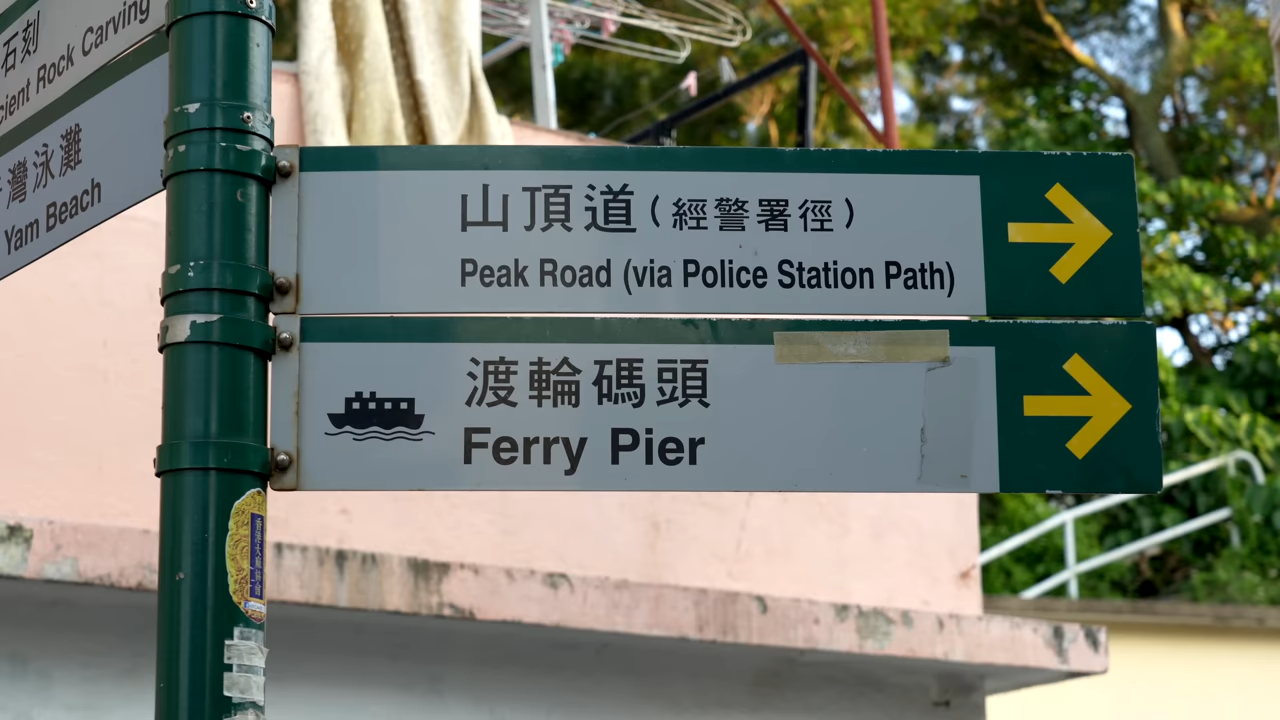 石刻
cient Rock Carving
灣泳灘
Yam Beach
山頂道(經警署徑)
Peak Road (via Police Station Path)
渡輪碼頭
Ferry Pier